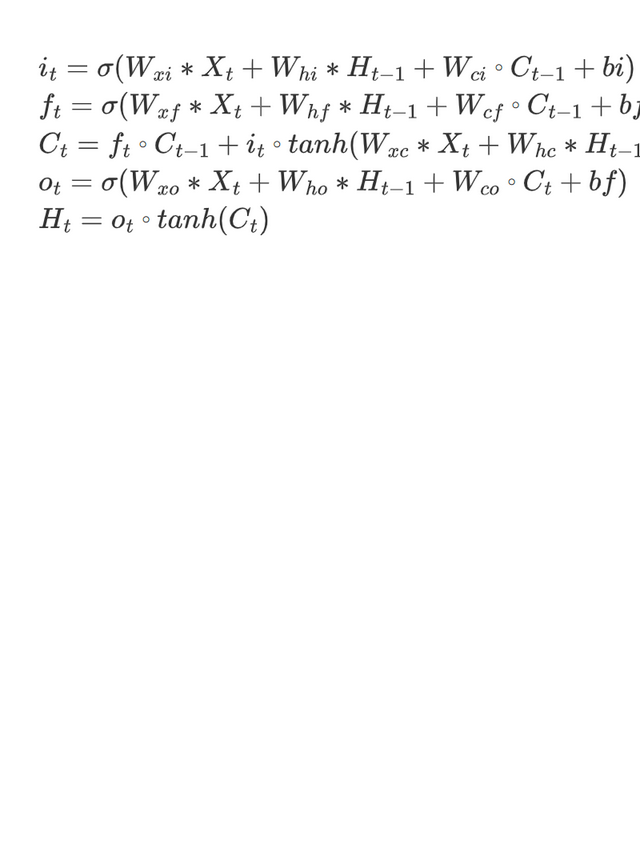 i_t = σ(W_{xi} * X_t + W_{hi} * H_{t−1} + W_{ci} ∘ C_{t−1} + bi)
f_t = σ(W_{xf} * X_t + W_{hf} * H_{t−1} + W_{cf} ∘ C_{t−1} + b
C_t = f_t ∘ C_{t−1} + i_t ∘ tanh(W_{xc} * X_t + W_{hc} * H_{t−1
o_t = σ(W_{xo} * X_t + W_{ho} * H_{t−1} + W_{co} ∘ C_t + bf)
H_t = o_t ∘ tanh(C_t)